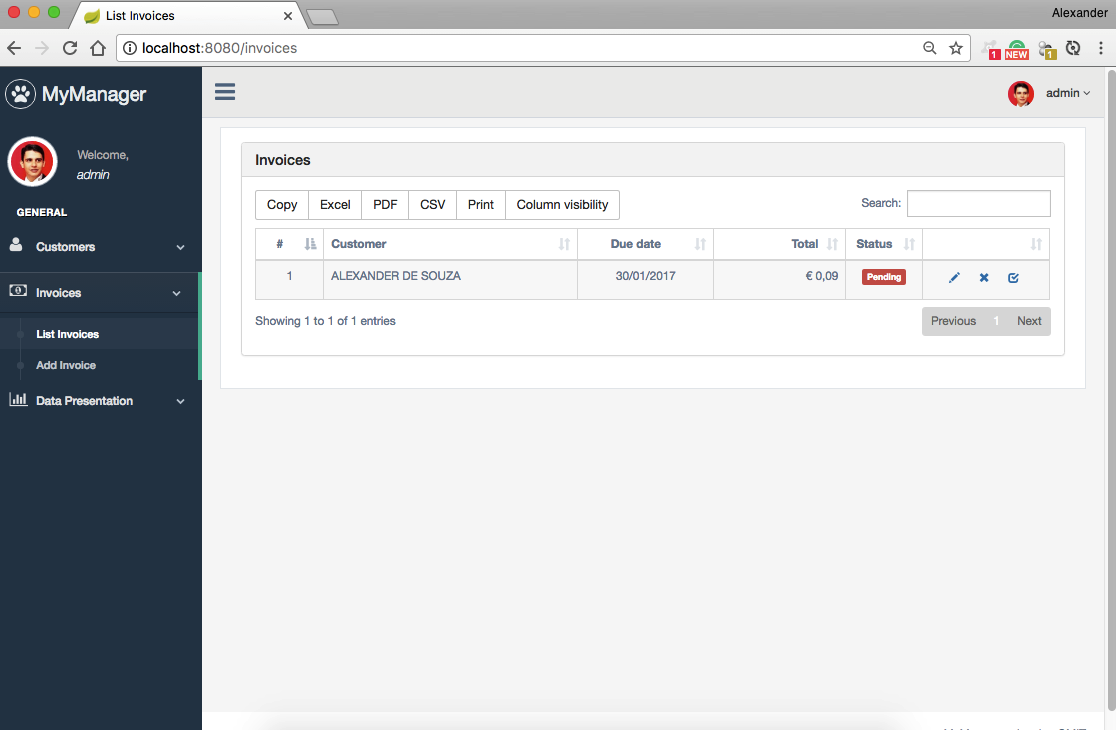 List Invoices
Alexander
localhost:8080/invoices
1
NEW
1
MyManager
admin
Welcome,
admin
GENERAL
Customers
Invoices
List Invoices
Add Invoice
Data Presentation
Invoices
Copy Excel PDF CSV Print Column visibility
Search:
# Customer Due date Total Status
1 ALEXANDER DE SOUZA 30/01/2017 € 0,09 Pending
Showing 1 to 1 of 1 entries
Previous 1 Next